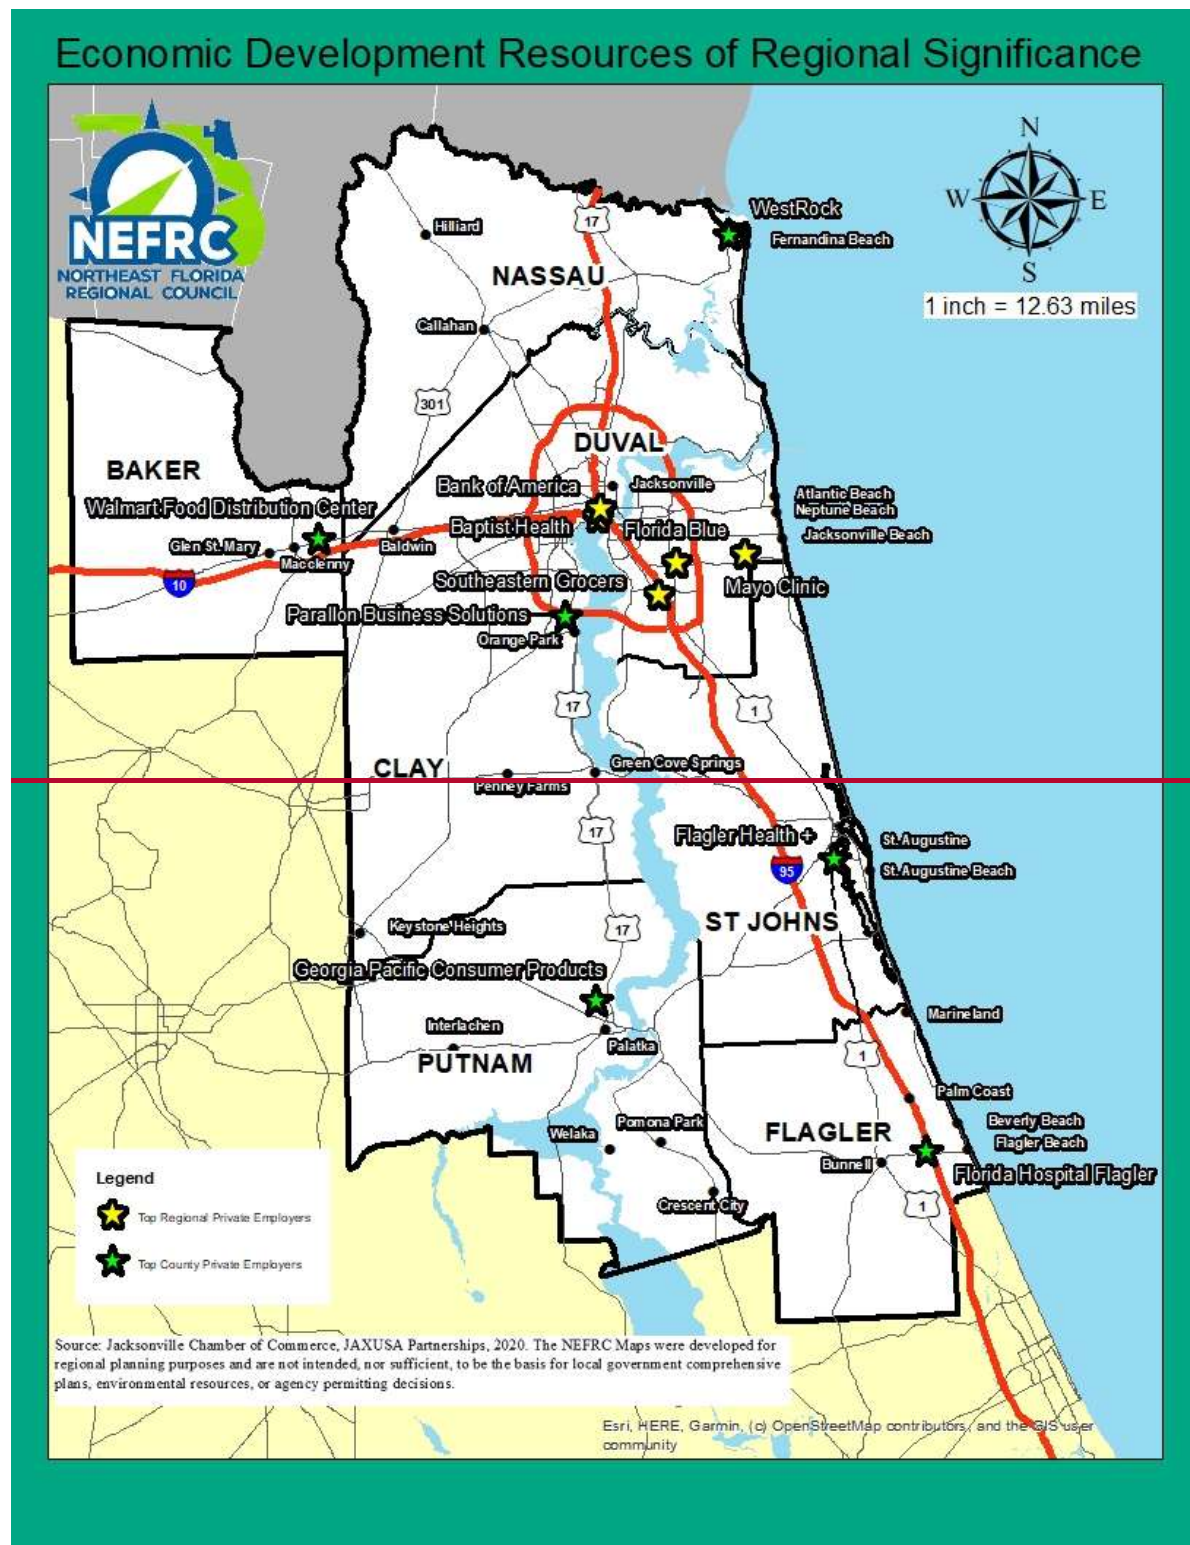 Economic Development Resources of Regional Significance
NEFRC
NORTHEAST FLORIDA
REGIONAL COUNCIL
N
W
E
S
1 inch = 12.63 miles
17
WestRock
Fernandina Beach
Hilliard
NASSAU
Callahan
301
DUVAL
BAKER
Bank of America
Jacksonville
Walmart Food Distribution Center
Atlantic Beach
Neptune Beach
Baptist Health
Florida Blue
Jacksonville Beach
Glen St. Mary
Baldwin
Macclenny
10
Southeastern Grocers
Mayo Clinic
Parallon Business Solutions
Orange Park
17
1
CLAY
Green Cove Springs
Penney Farms
17
Flagler Health +
St. Augustine
95
St. Augustine Beach
ST JOHNS
Keystone Heights
17
Georgia Pacific Consumer Products
Marineland
Interlachen
Palatka
1
PUTNAM
Palm Coast
Pomona Park
Beverly Beach
Welaka
FLAGLER
Flagler Beach
Bunnell
Florida Hospital Flagler
Crescent City
1
Legend
Top Regional Private Employers
Top County Private Employers
Source: Jacksonville Chamber of Commerce, JAXUSA Partnerships, 2020. The NEFRC Maps were developed for
regional planning purposes and are not intended, nor sufficient, to be the basis for local government comprehensive
plans, environmental resources, or agency permitting decisions.
Esri, HERE, Garmin, (c) OpenStreetMap contributors, and the GIS user
community